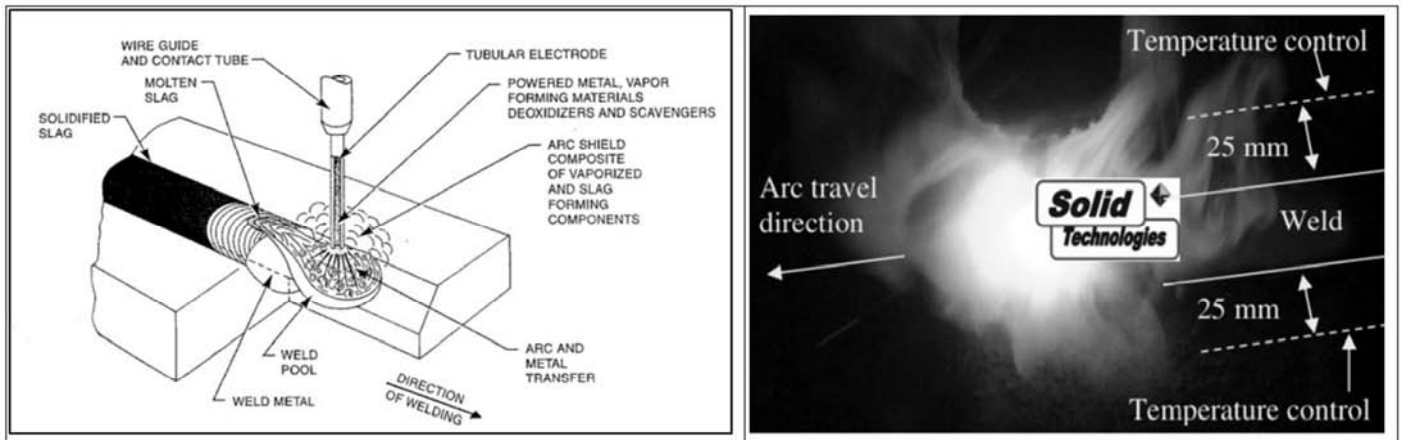 WIRE GUIDE
AND CONTACT TUBE
MOLTEN
SLAG
SOLIDIFIED
SLAG
TUBULAR ELECTRODE
POWERED METAL, VAPOR
FORMING MATERIALS
DEOXIDIZERS AND SCAVENGERS
ARC SHIELD
COMPOSITE
OF VAPORIZED
AND SLAG
FORMING
COMPONENTS
ARC AND
METAL
TRANSFER
WELD
POOL
WELD METAL
DIRECTION
OF WELDING
Temperature control
25 mm
Arc travel
direction
Solid
Technologies
Weld
25 mm
Temperature control